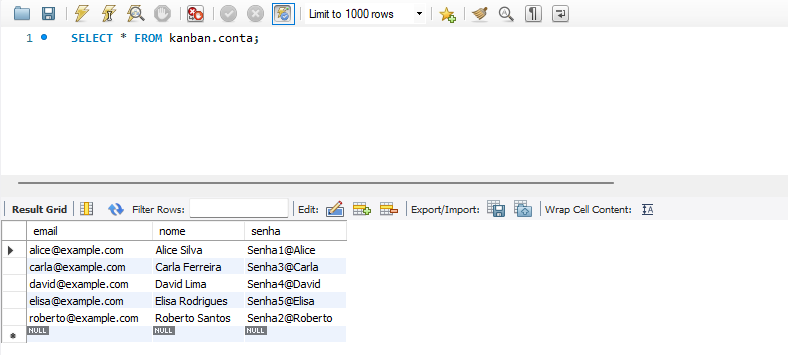 Limit to 1000 rows
1 SELECT * FROM kanban.conta;
Result Grid Filter Rows: Edit: Export/Import: Wrap Cell Content:
email nome senha
alice@example.com Alice Silva Senha1@Alice
carla@example.com Carla Ferreira Senha3@Carla
david@example.com David Lima Senha4@David
elisa@example.com Elisa Rodrigues Senha5@Elisa
roberto@example.com Roberto Santos Senha2@Roberto
NULL NULL NULL